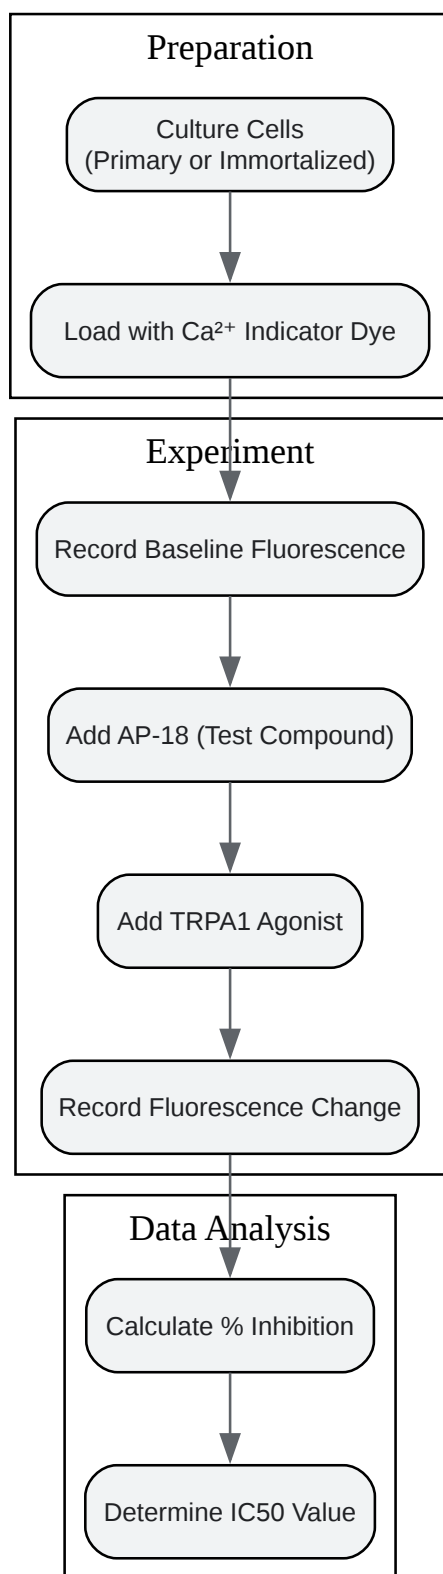 Preparation
Culture Cells
(Primary or Immortalized)
Load with Ca²⁺ Indicator Dye
Experiment
Record Baseline Fluorescence
Add AP-18 (Test Compound)
Add TRPA1 Agonist
Record Fluorescence Change
Data Analysis
Calculate % Inhibition
Determine IC50 Value